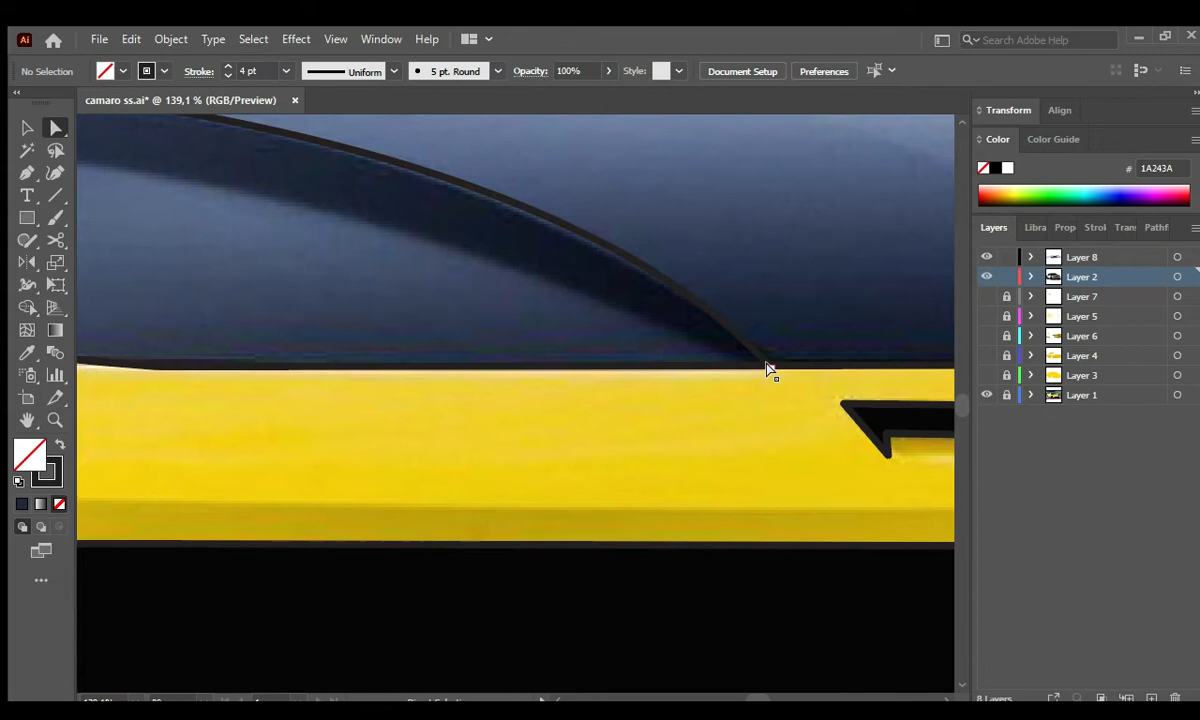 Ai File Edit Object Type Select Effect View Window Help Search Adobe Help
No Selection Stroke: 4 pt Uniform 5 pt. Round Opacity: 100% Style: Document Setup Preferences
camaro ss.ai* @ 139,1 % (RGB/Preview) ×
Transform Align
Color Color Guide
# 1A243A
Layers Libra Prop Strol Tran: Pathf
Layer 8
Layer 2
Layer 7
Layer 5
Layer 6
Layer 4
Layer 3
Layer 1
8 Layers